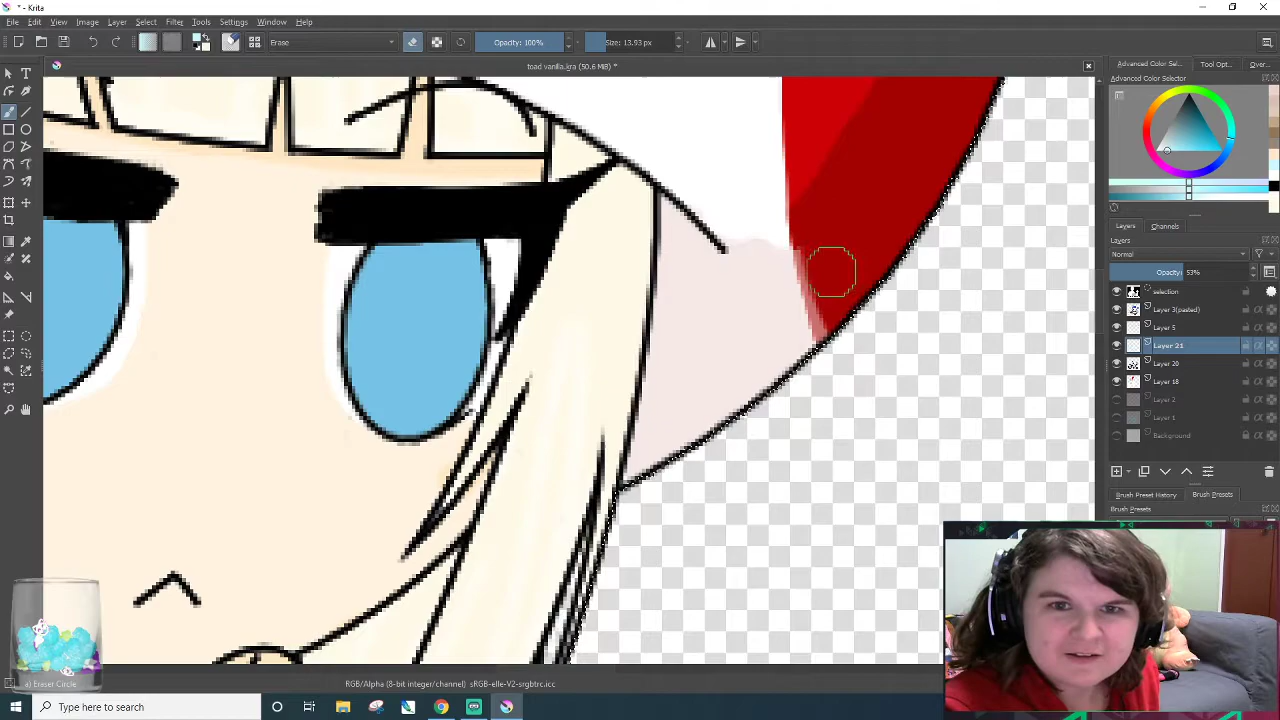 - Krita
File Edit View Image Layer Select Filter Tools Settings Window Help
Erase Opacity: 100% Size: 13.93 px
toad vanilla.kra (50.6 MiB) *
Advanced Color Sel... Tool Opt... Over...
Advanced Color Selector
Layers Channels
Layers
Normal
Opacity: 53%
selection
Layer 3(pasted)
Layer 5
Layer 21
Layer 20
Layer 18
Layer 2
Layer 1
Background
Brush Preset History Brush Presets
Brush Presets
a) Eraser Circle RGB/Alpha (8-bit integer/channel) sRGB-elle-V2-srgbtrc.icc
Type here to search